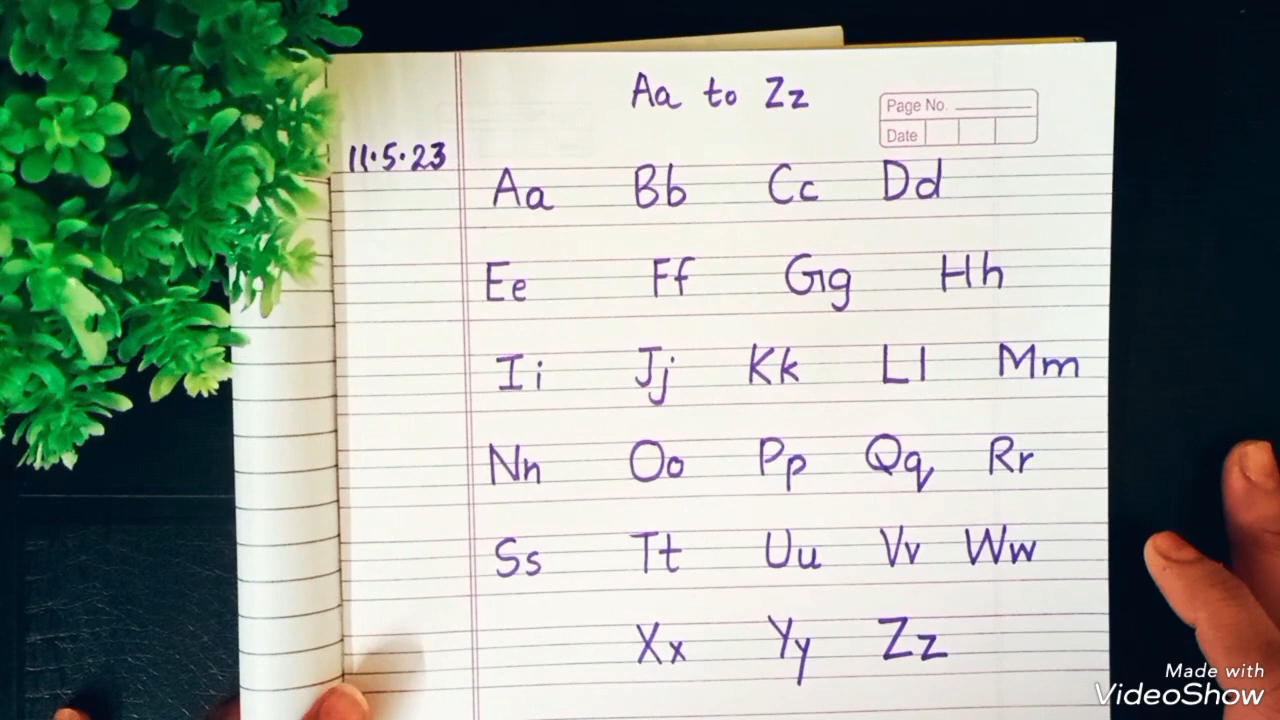 Aa to Zz
Page No.
Date
11.5.23
Aa Bb Cc Dd
Ee Ff Gg Hh
Ii Jj Kk Ll Mm
Nn Oo Pp Qq Rr
Ss Tt Uu Vv Ww
Xx Yy Zz
Made with
VideoShow